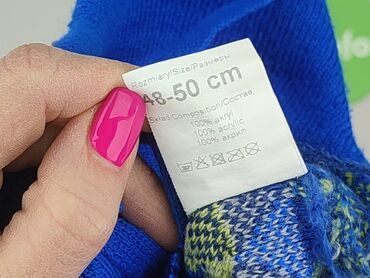 Rozmiary/Size/Размеры
48-50 cm
Skład/Composition/Состав
100% akryl
100% acrylic
100% акрил